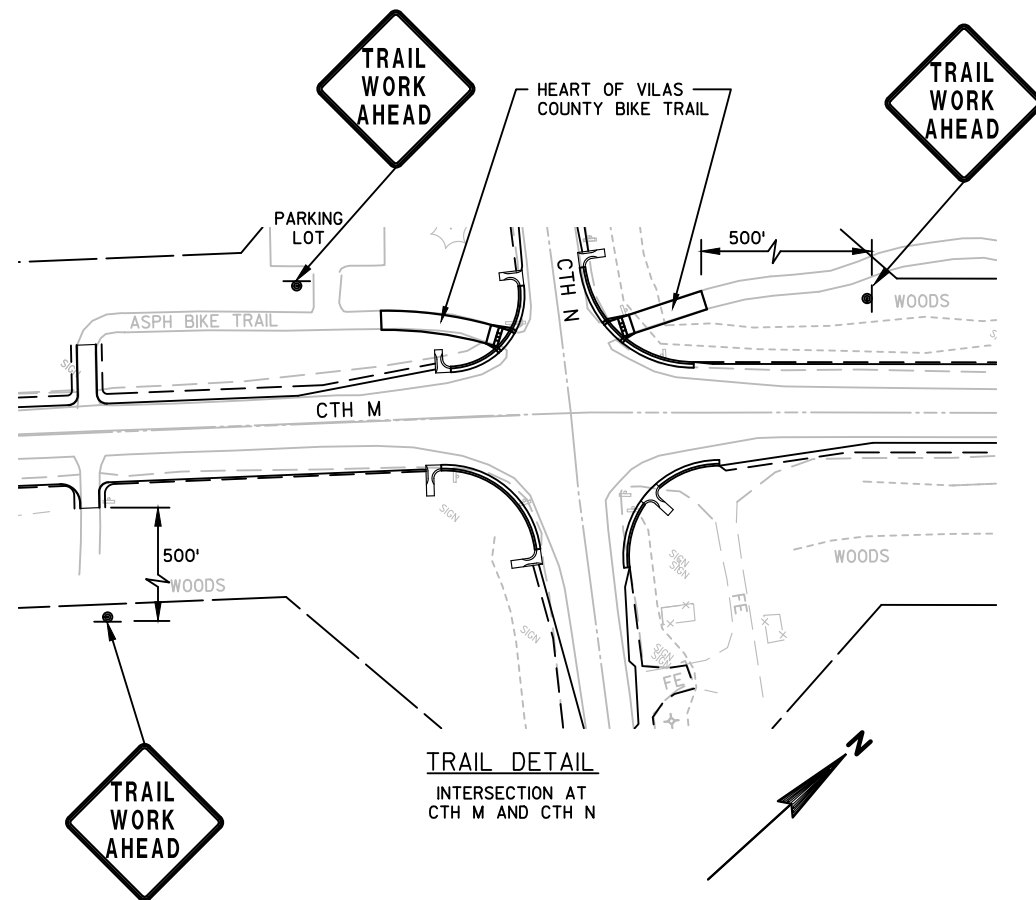 TRAIL
WORK
AHEAD
HEART OF VILAS
COUNTY BIKE TRAIL
TRAIL
WORK
AHEAD
PARKING
LOT
500'
CTH N
WOODS
ASPH BIKE TRAIL
SIGN
CTH M
SIGN
500'
WOODS
WOODS
SIGN
SIGN
FE
SIGN
SIGN
SIGN
FE
TRAIL DETAIL
INTERSECTION AT
CTH M AND CTH N
N
TRAIL
WORK
AHEAD